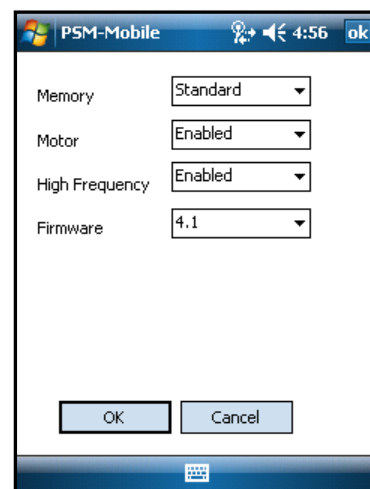 PSM-Mobile 4:56 ok
Memory Standard
Motor Enabled
High Frequency Enabled
Firmware 4.1
OK Cancel